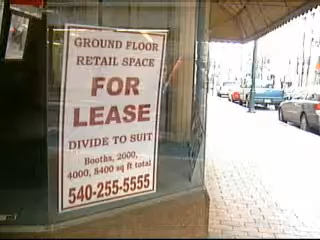 GROUND FLOOR
RETAIL SPACE
FOR
LEASE
DIVIDE TO SUIT
Booths, 2000,
4000, 8400 sq ft total
540-255-5555